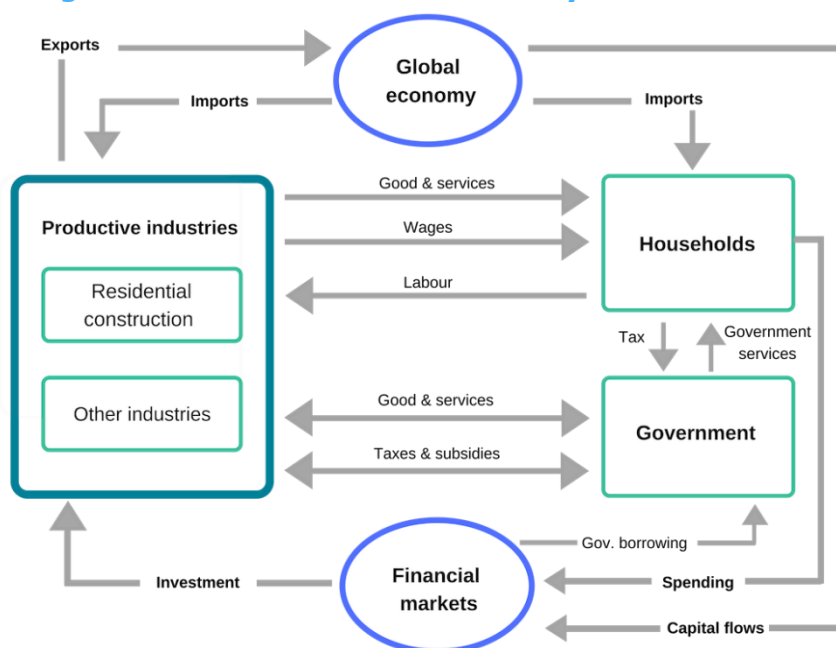 Exports
Global
economy
Imports
Imports
Good & services
Productive industries
Wages
Households
Residential
construction
Labour
Tax
Government
services
Other industries
Good & services
Government
Taxes & subsidies
Gov. borrowing
Investment
Financial
markets
Spending
Capital flows